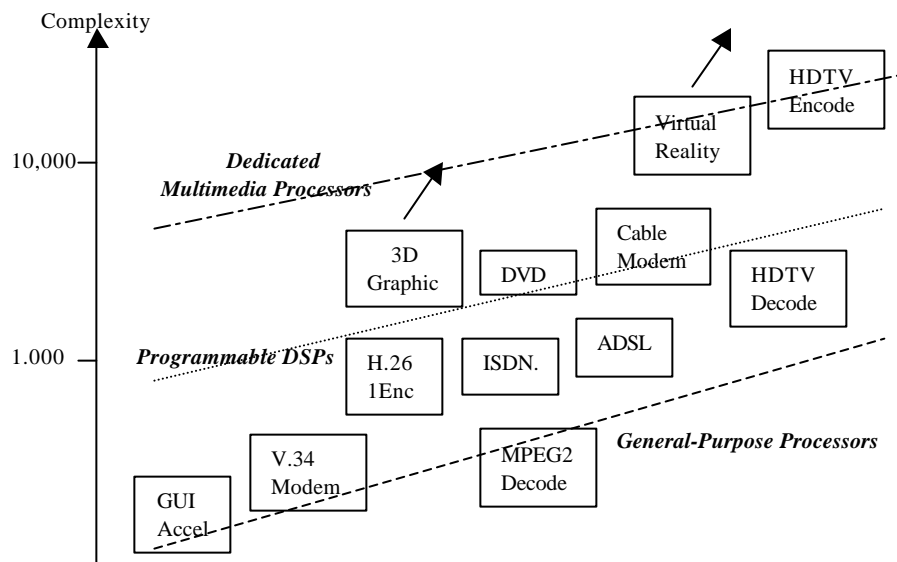 Complexity
HDTV
Encode
Virtual
Reality
10,000
Dedicated
Multimedia Processors
Cable
Modem
3D
Graphic
DVD
HDTV
Decode
1.000
Programmable DSPs
H.26
1Enc
ISDN.
ADSL
General-Purpose Processors
V.34
Modem
MPEG2
Decode
GUI
Accel